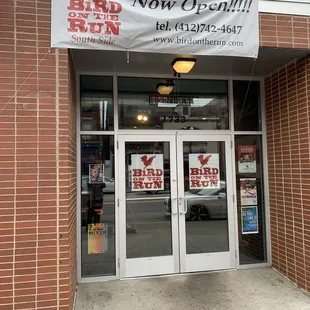 BIRD
ON THE
RUN
South Side
Now Open!!!!!
tel. (412)742-4647
www.birdontherun.com
BIRD
ON THE
RUN
BIRD
ON THE
RUN